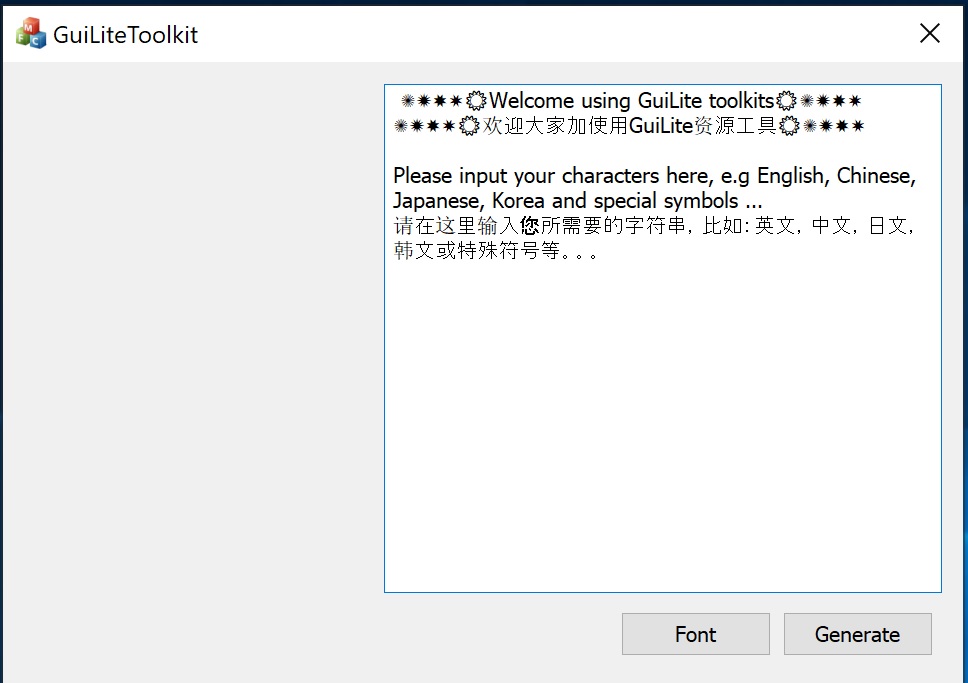 GuiLiteToolkit
✺✹✸✷۞Welcome using GuiLite toolkits۞✺✹✸✷
✺✹✸✷۞欢迎大家加使用GuiLite资源工具۞✺✹✸✷
Please input your characters here, e.g English, Chinese,
Japanese, Korea and special symbols ...
请在这里输入您所需要的字符串, 比如: 英文, 中文, 日文,
韩文或特殊符号等。。。
Font
Generate